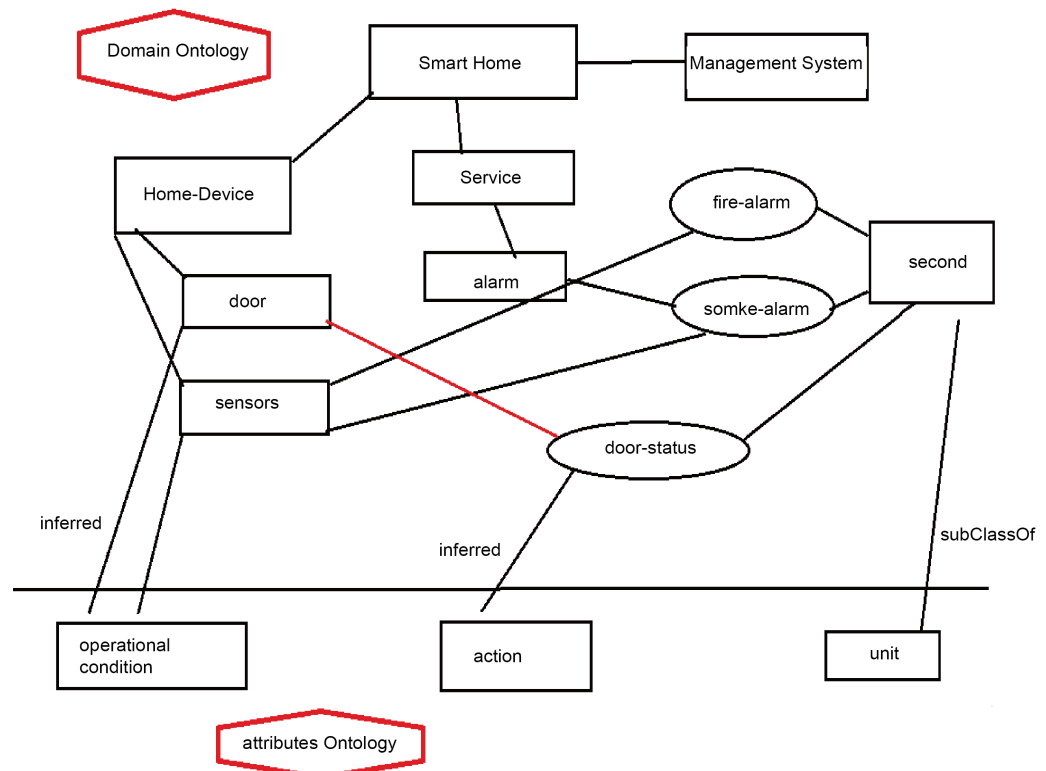 Domain Ontology
Smart Home
Management System
Home-Device
Service
fire-alarm
second
alarm
door
somke-alarm
sensors
door-status
inferred
inferred
subClassOf
operational
condition
action
unit
attributes Ontology